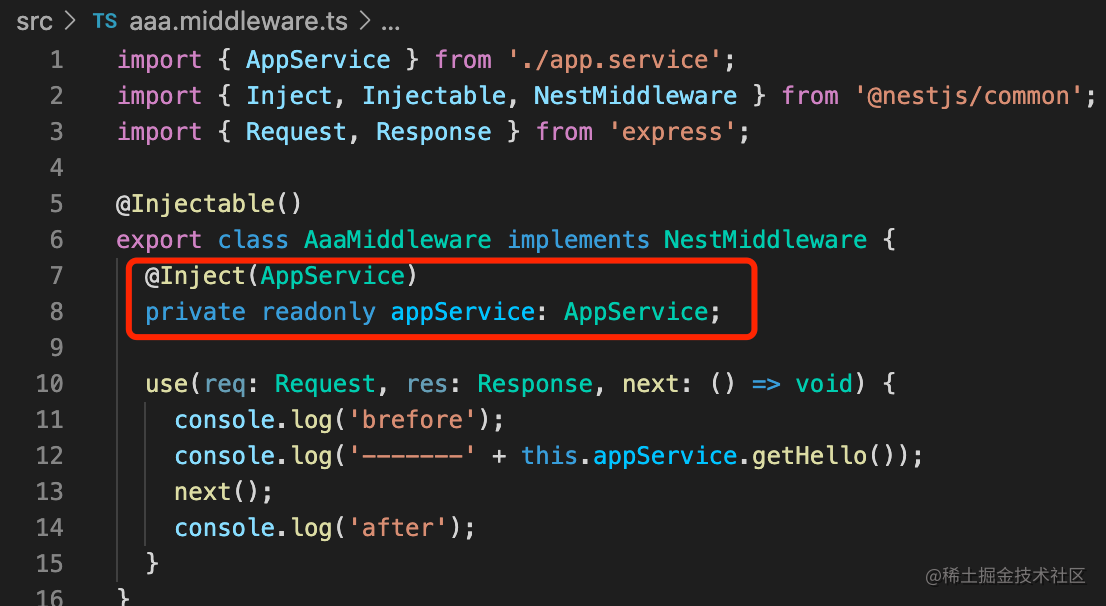 src > TS aaa.middleware.ts > ...
1 import { AppService } from './app.service';
2 import { Inject, Injectable, NestMiddleware } from '@nestjs/common';
3 import { Request, Response } from 'express';
4
5 @Injectable()
6 export class AaaMiddleware implements NestMiddleware {
7 @Inject(AppService)
8 private readonly appService: AppService;
9
10 use(req: Request, res: Response, next: () => void) {
11 console.log('brefore');
12 console.log('-------' + this.appService.getHello());
13 next();
14 console.log('after');
15 }
16 }
@稀土掘金技术社区